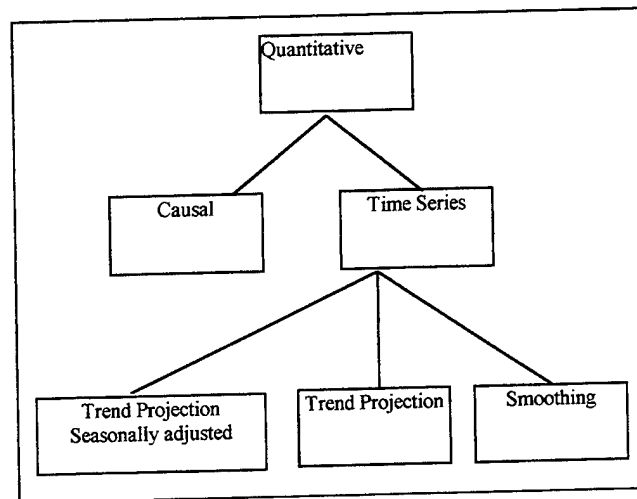 Quantitative
Causal
Time Series
Trend Projection
Seasonally adjusted
Trend Projection
Smoothing